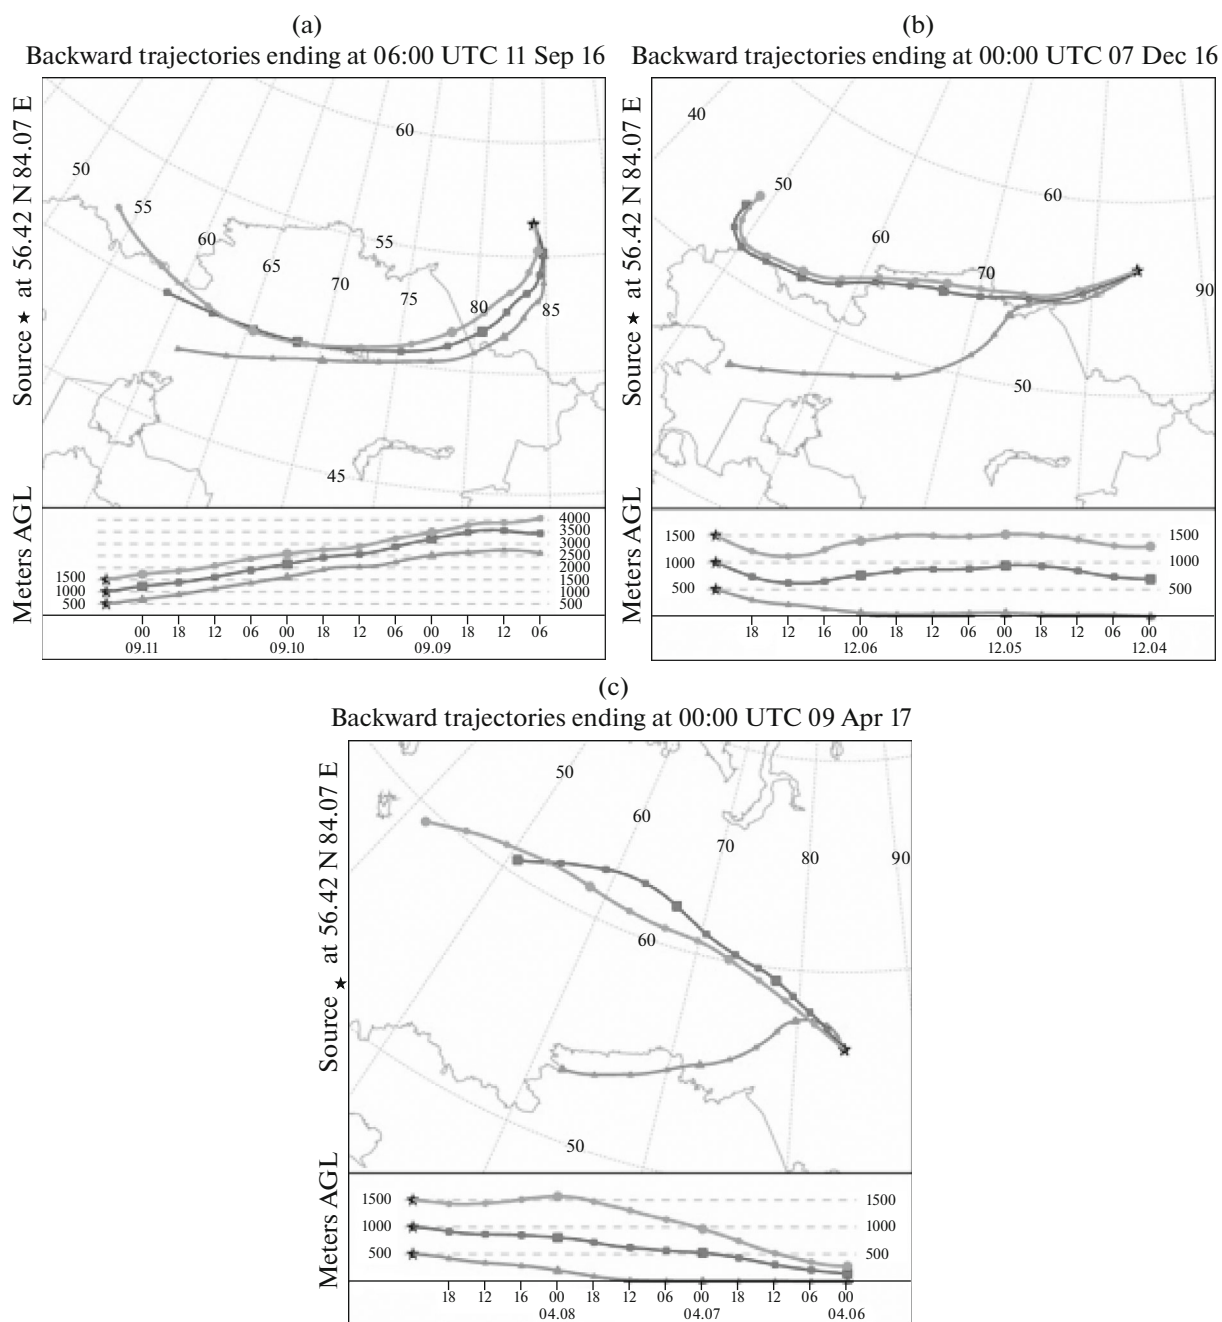 (a)
Backward trajectories ending at 06:00 UTC 11 Sep 16
Source ★ at 56.42 N 84.07 E
60
50
55
60
55
65
70
75
80
85
45
Meters AGL
4000
3500
3000
2500
2000
1500
1000
500
1500
1000
500
00 18 12 06 00 18 12 06 00 18 12 06
09.11 09.10 09.09
(b)
Backward trajectories ending at 00:00 UTC 07 Dec 16
Source ★ at 56.42 N 84.07 E
40
50
60
60
70
90
50
Meters AGL
1500 1500
1000 1000
500 500
18 12 16 00 18 12 06 00 18 12 06 00
12.06 12.05 12.04
(c)
Backward trajectories ending at 00:00 UTC 09 Apr 17
Source ★ at 56.42 N 84.07 E
50
60
70
80
90
60
50
Meters AGL
1500 1500
1000 1000
500 500
18 12 16 00 18 12 06 00 18 12 06 00
04.08 04.07 04.06